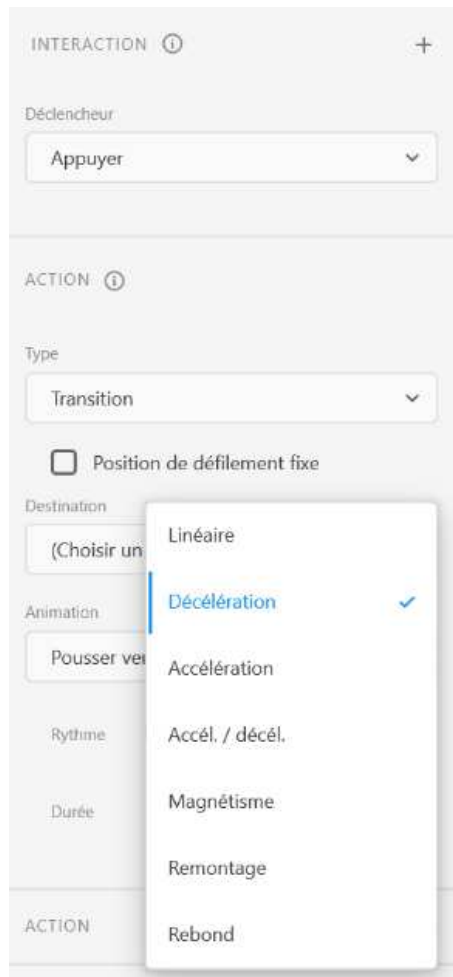 INTERACTION
Déclencheur
Appuyer
ACTION
Type
Transition
Position de défilement fixe
Destination
(Choisir un
Animation
Pousser ver
Rythme
Durée
Linéaire
Décélération
Accélération
Accél. / décél.
Magnétisme
Remontage
Rebond
ACTION